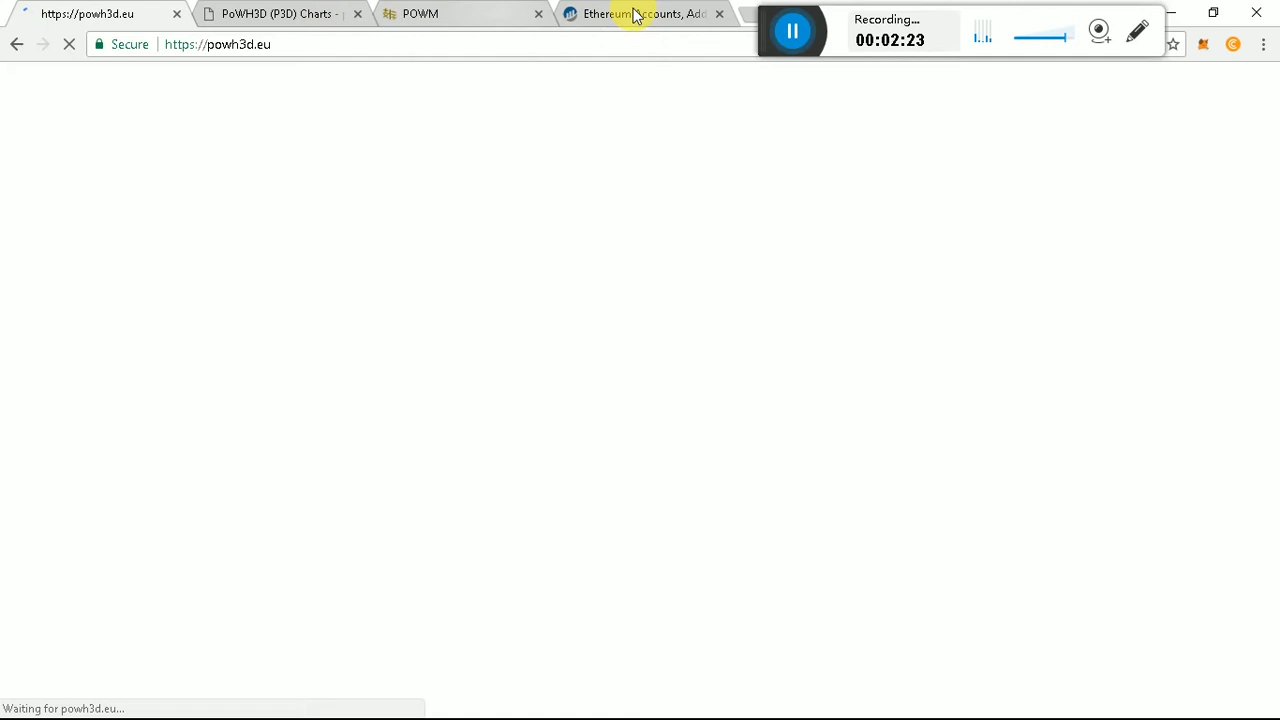 https://powh3d.eu
PoWH3D (P3D) Charts -
POWM
Ethereum Accounts, Add
Recording...
00:02:23
Secure
https://powh3d.eu
Waiting for powh3d.eu...